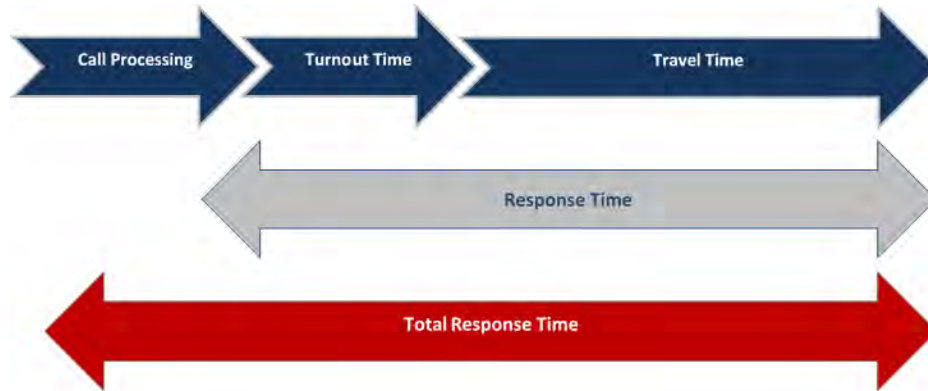 Call Processing
Turnout Time
Travel Time
Response Time
Total Response Time